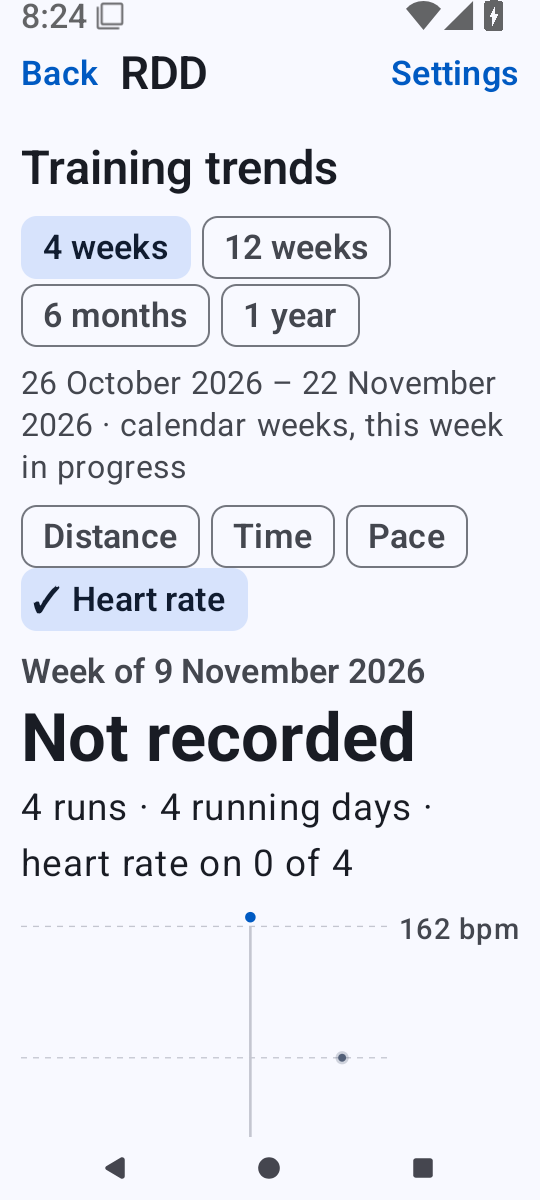 8:24
Back RDD Settings
Training trends
4 weeks 12 weeks
6 months 1 year
26 October 2026 – 22 November
2026 · calendar weeks, this week
in progress
Distance Time Pace
✓ Heart rate
Week of 9 November 2026
Not recorded
4 runs · 4 running days ·
heart rate on 0 of 4
162 bpm